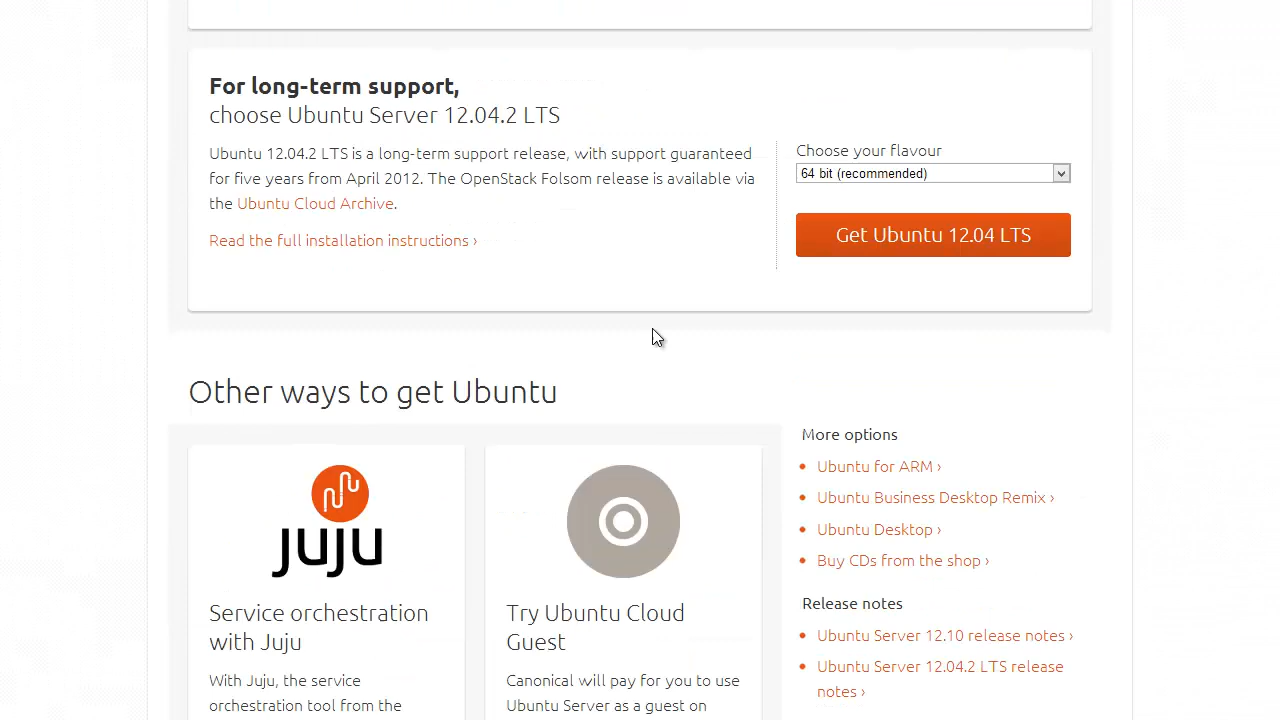 For long-term support,
choose Ubuntu Server 12.04.2 LTS
Ubuntu 12.04.2 LTS is a long-term support release, with support guaranteed
for five years from April 2012. The OpenStack Folsom release is available via
the Ubuntu Cloud Archive.
Read the full installation instructions ›
Choose your flavour
64 bit (recommended)
Get Ubuntu 12.04 LTS
Other ways to get Ubuntu
juju
Service orchestration
with Juju
With Juju, the service
orchestration tool from the
Try Ubuntu Cloud
Guest
Canonical will pay for you to use
Ubuntu Server as a guest on
More options
• Ubuntu for ARM ›
• Ubuntu Business Desktop Remix ›
• Ubuntu Desktop ›
• Buy CDs from the shop ›
Release notes
• Ubuntu Server 12.10 release notes ›
• Ubuntu Server 12.04.2 LTS release
notes ›